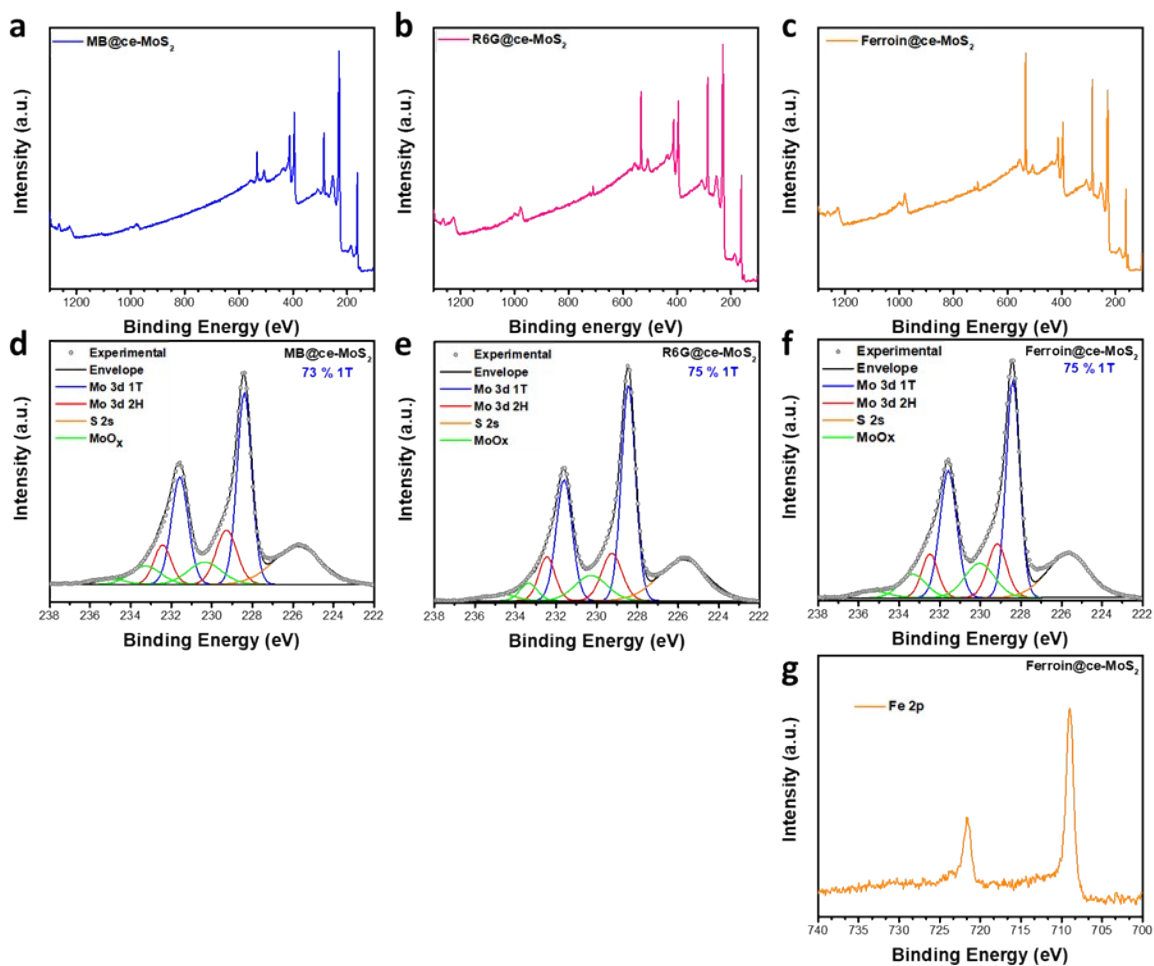 a
MB@ce-MoS2
Intensity (a.u.)
1200 1000 800 600 400 200
Binding Energy (eV)
b
R6G@ce-MoS2
Intensity (a.u.)
1200 1000 800 600 400 200
Binding energy (eV)
c
Ferroin@ce-MoS2
Intensity (a.u.)
1200 1000 800 600 400 200
Binding Energy (eV)
d
Experimental
Envelope
Mo 3d 1T
Mo 3d 2H
S 2s
MoOx
MB@ce-MoS2
73 % 1T
Intensity (a.u.)
238 236 234 232 230 228 226 224 222
Binding Energy (eV)
e
Experimental
Envelope
Mo 3d 1T
Mo 3d 2H
S 2s
MoOx
R6G@ce-MoS2
75 % 1T
Intensity (a.u.)
238 236 234 232 230 228 226 224 222
Binding Energy (eV)
f
Experimental
Envelope
Mo 3d 1T
Mo 3d 2H
S 2s
MoOx
Ferroin@ce-MoS2
75 % 1T
Intensity (a.u.)
238 236 234 232 230 228 226 224 222
Binding Energy (eV)
g
Ferroin@ce-MoS2
Fe 2p
Intensity (a.u.)
740 735 730 725 720 715 710 705 700
Binding Energy (eV)